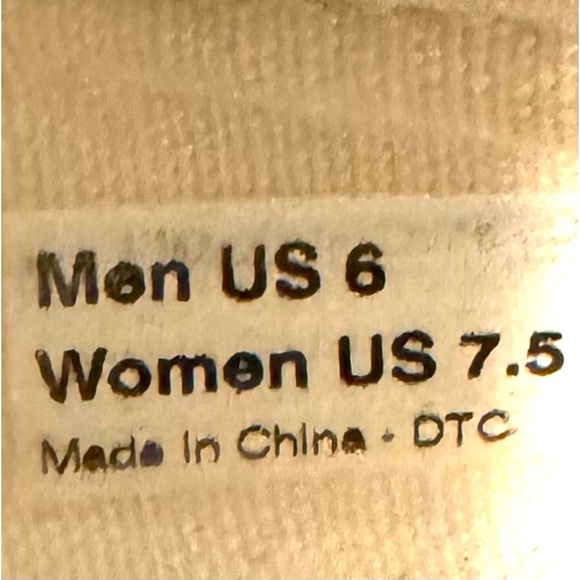 Men US 6
Women US 7.5
Made in China · DTC